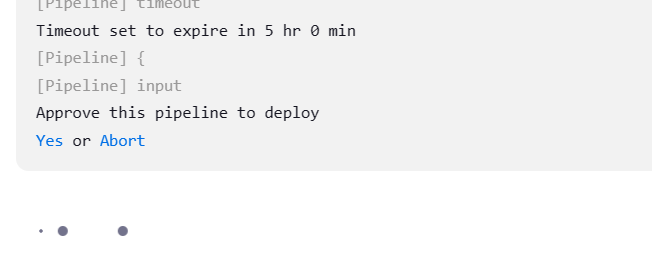 [Pipeline] timeout
Timeout set to expire in 5 hr 0 min
[Pipeline] {
[Pipeline] input
Approve this pipeline to deploy
Yes or Abort